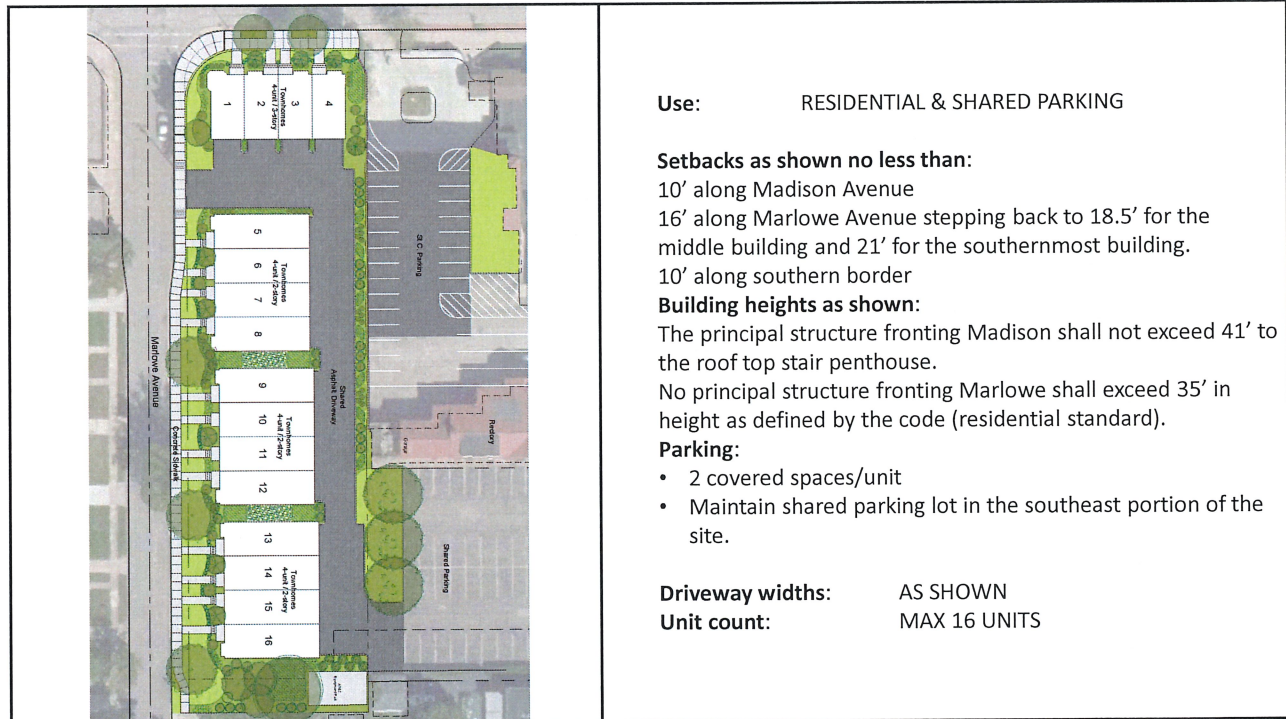 1
2
3
4
Townhomes
4-unit / 3-story
5
6
7
8
Townhomes
4-unit / 2-story
9
10
11
12
Townhomes
4-unit / 2-story
13
14
15
16
Townhomes
4-unit / 2-story
Marlowe Avenue
Concrete Sidwalk
Shared
Asphalt Driveway
Parking
Rectory
Garage
Shared Parking
Use: RESIDENTIAL & SHARED PARKING
Setbacks as shown no less than:
10’ along Madison Avenue
16’ along Marlowe Avenue stepping back to 18.5’ for the
middle building and 21’ for the southernmost building.
10’ along southern border
Building heights as shown:
The principal structure fronting Madison shall not exceed 41’ to
the roof top stair penthouse.
No principal structure fronting Marlowe shall exceed 35’ in
height as defined by the code (residential standard).
Parking:
• 2 covered spaces/unit
• Maintain shared parking lot in the southeast portion of the
site.
Driveway widths: AS SHOWN
Unit count: MAX 16 UNITS